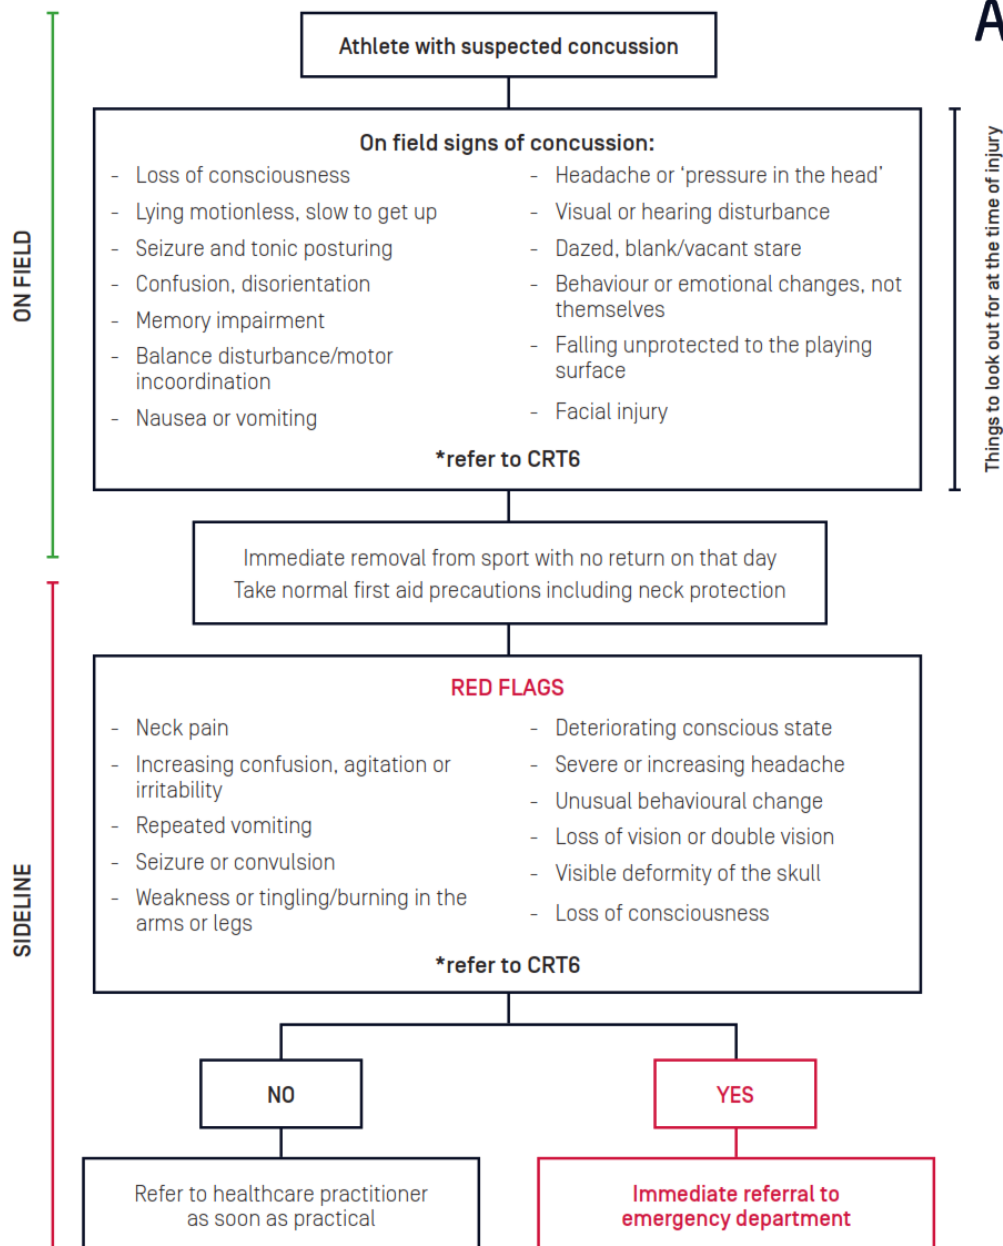 A
Athlete with suspected concussion
ON FIELD
On field signs of concussion:
- Loss of consciousness
- Lying motionless, slow to get up
- Seizure and tonic posturing
- Confusion, disorientation
- Memory impairment
- Balance disturbance/motor
incoordination
- Nausea or vomiting
- Headache or ‘pressure in the head’
- Visual or hearing disturbance
- Dazed, blank/vacant stare
- Behaviour or emotional changes, not
themselves
- Falling unprotected to the playing
surface
- Facial injury
*refer to CRT6
Things to look out for at the time of injury
Immediate removal from sport with no return on that day
Take normal first aid precautions including neck protection
SIDELINE
RED FLAGS
- Neck pain
- Increasing confusion, agitation or
irritability
- Repeated vomiting
- Seizure or convulsion
- Weakness or tingling/burning in the
arms or legs
- Deteriorating conscious state
- Severe or increasing headache
- Unusual behavioural change
- Loss of vision or double vision
- Visible deformity of the skull
- Loss of consciousness
*refer to CRT6
NO
YES
Refer to healthcare practitioner
as soon as practical
Immediate referral to
emergency department